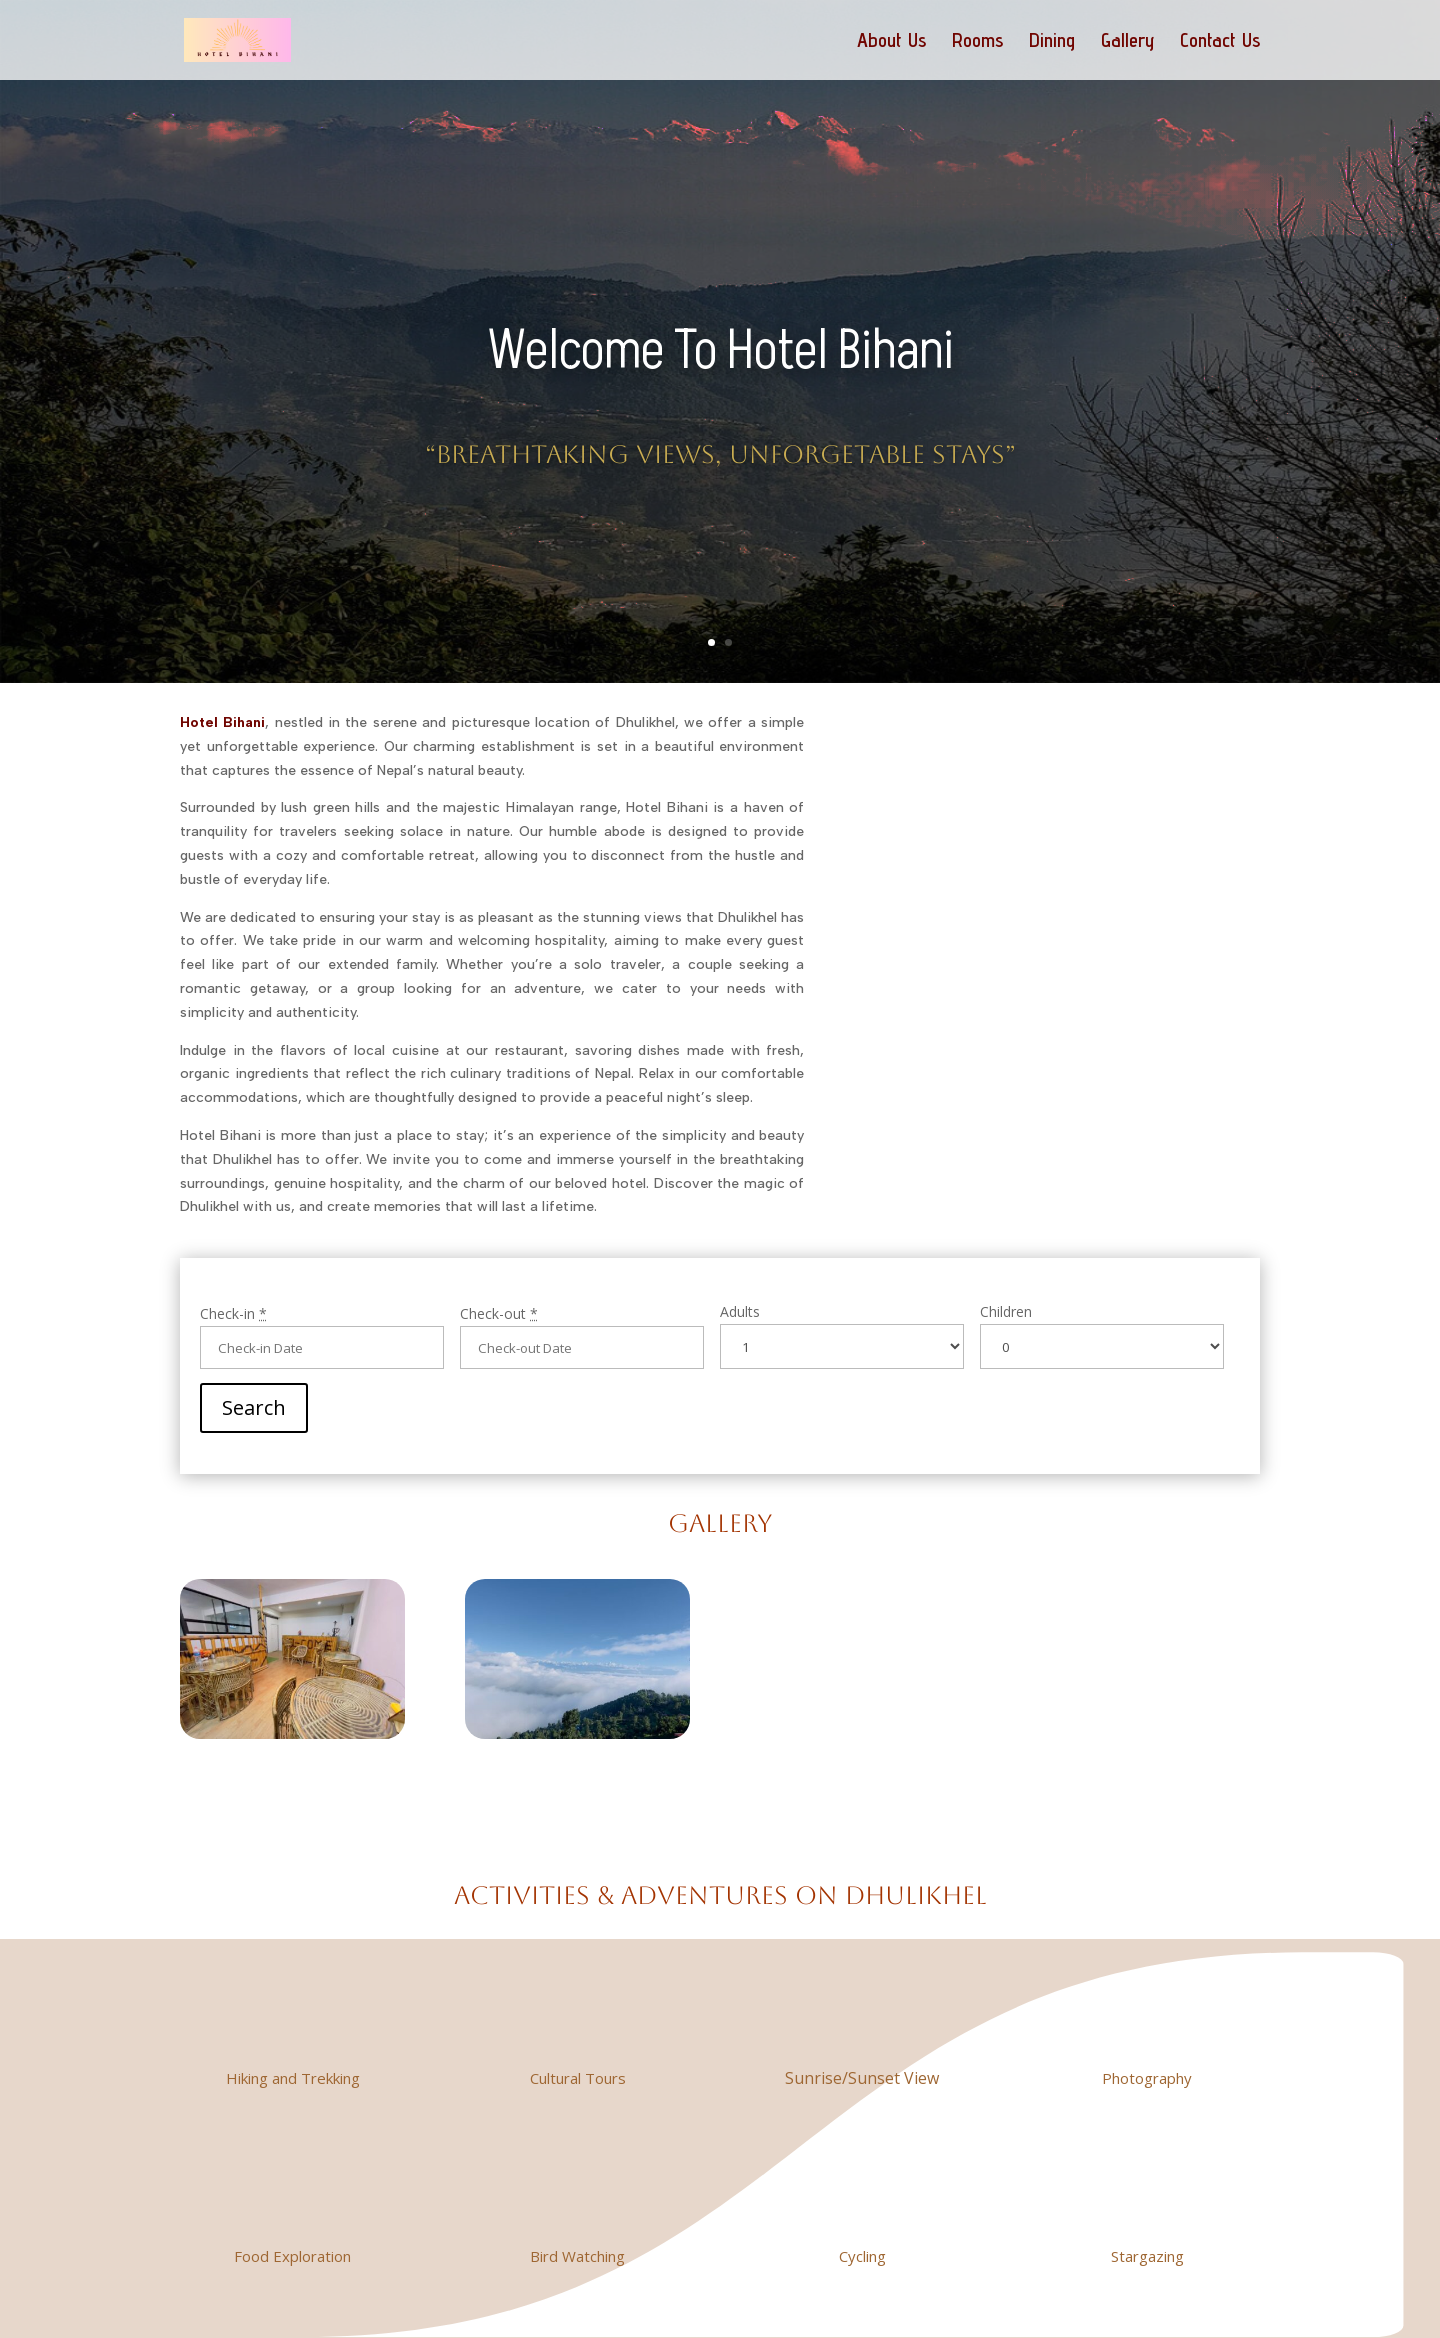 HOTEL BIHANI
About Us Rooms Dining Gallery Contact Us
Welcome To Hotel Bihani
“BREATHTAKING VIEWS, UNFORGETABLE STAYS”
Hotel Bihani, nestled in the serene and picturesque location of Dhulikhel, we offer a simple
yet unforgettable experience. Our charming establishment is set in a beautiful environment
that captures the essence of Nepal’s natural beauty.
Surrounded by lush green hills and the majestic Himalayan range, Hotel Bihani is a haven of
tranquility for travelers seeking solace in nature. Our humble abode is designed to provide
guests with a cozy and comfortable retreat, allowing you to disconnect from the hustle and
bustle of everyday life.
We are dedicated to ensuring your stay is as pleasant as the stunning views that Dhulikhel has
to offer. We take pride in our warm and welcoming hospitality, aiming to make every guest
feel like part of our extended family. Whether you’re a solo traveler, a couple seeking a
romantic getaway, or a group looking for an adventure, we cater to your needs with
simplicity and authenticity.
Indulge in the flavors of local cuisine at our restaurant, savoring dishes made with fresh,
organic ingredients that reflect the rich culinary traditions of Nepal. Relax in our comfortable
accommodations, which are thoughtfully designed to provide a peaceful night’s sleep.
Hotel Bihani is more than just a place to stay; it’s an experience of the simplicity and beauty
that Dhulikhel has to offer. We invite you to come and immerse yourself in the breathtaking
surroundings, genuine hospitality, and the charm of our beloved hotel. Discover the magic of
Dhulikhel with us, and create memories that will last a lifetime.
Check-in * Check-out * Adults Children
Check-in Date Check-out Date 1 0
Search
GALLERY
ACTIVITIES & ADVENTURES ON DHULIKHEL
Hiking and Trekking Cultural Tours Sunrise/Sunset View Photography
Food Exploration Bird Watching Cycling Stargazing